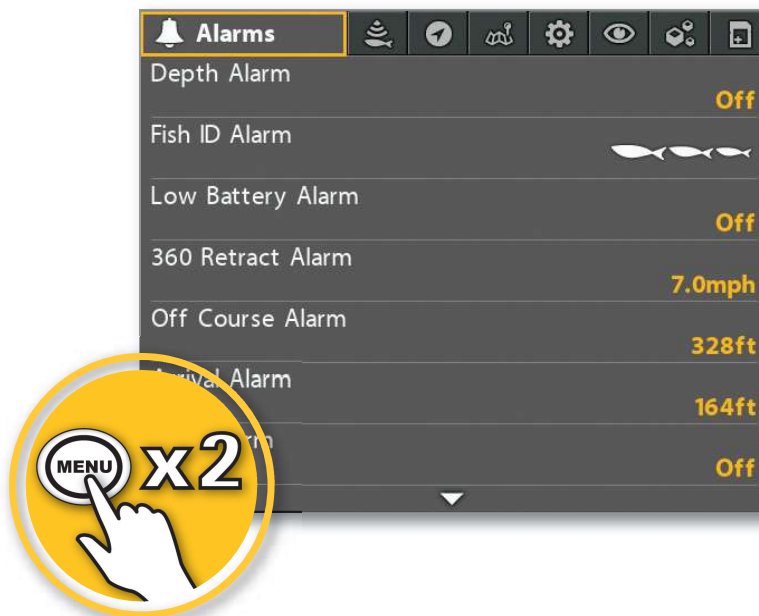 Alarms
Depth Alarm
Off
Fish ID Alarm
Low Battery Alarm
Off
360 Retract Alarm
7.0mph
Off Course Alarm
328ft
Arrival Alarm
164ft
Off
MENU x2